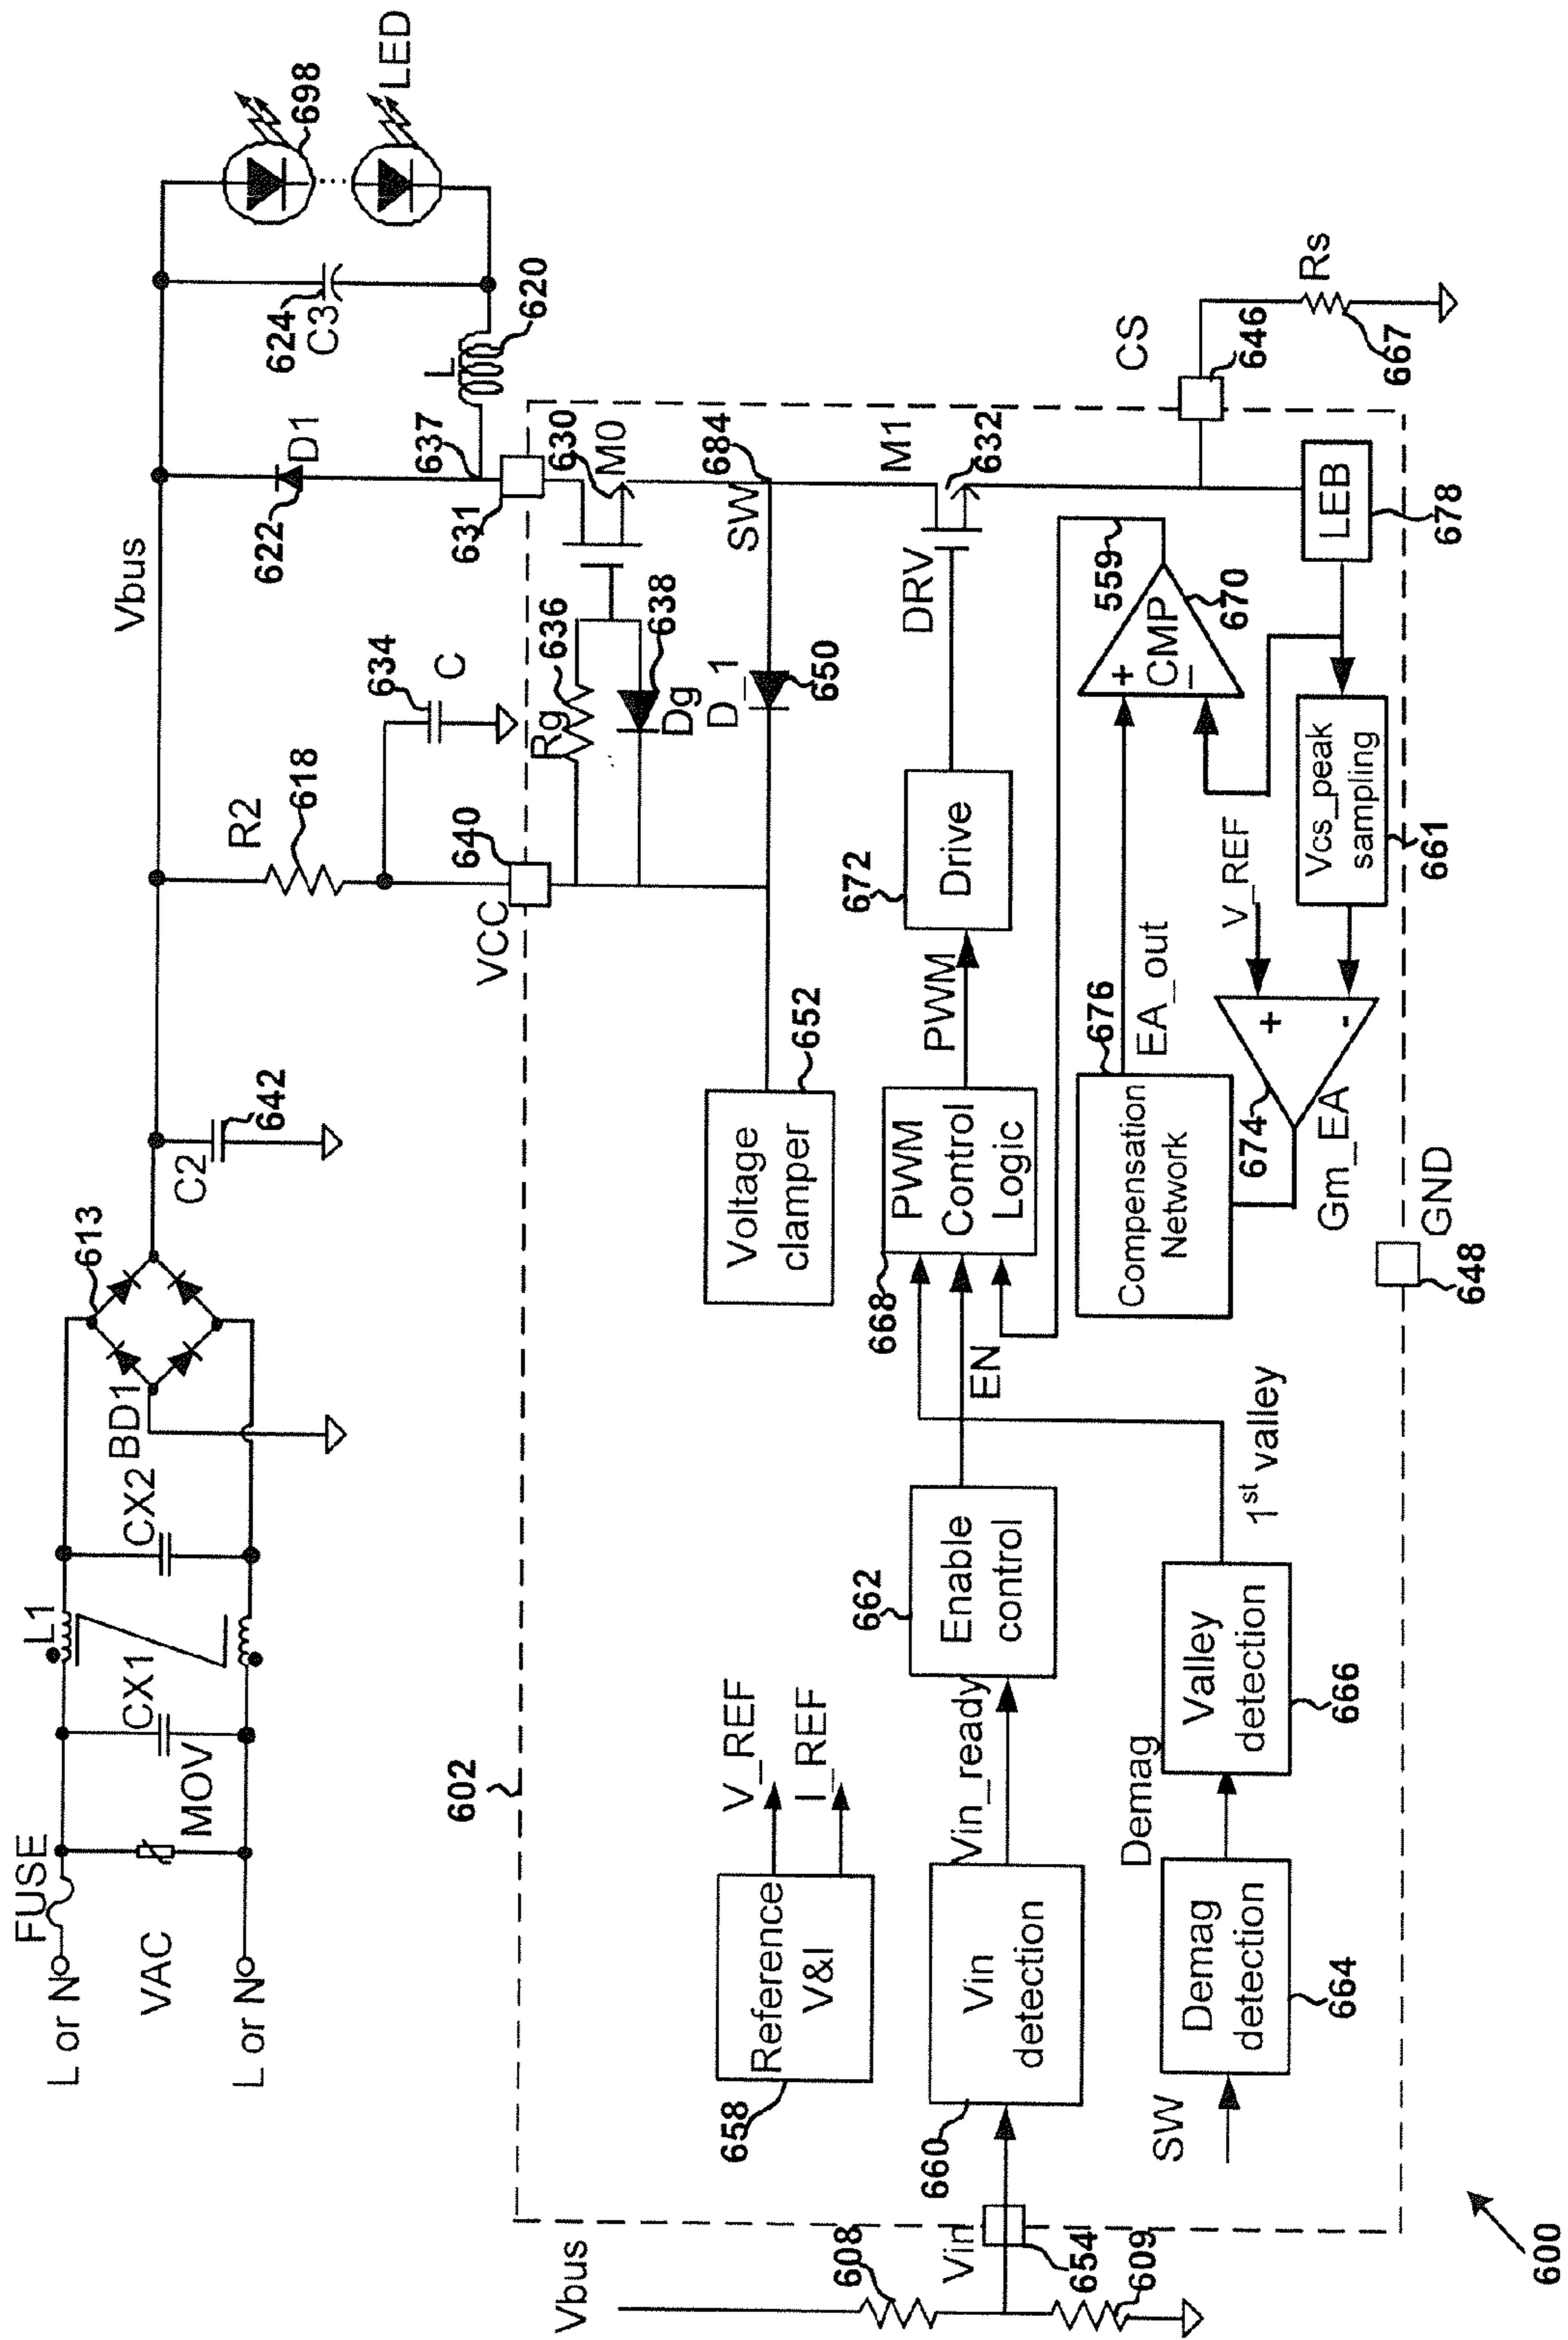 FUSE
L or N
VAC
L or N
MOV
CX1
L1
CX2
BD1
613
C2
642
Vbus
R2
618
634
C
622
D1
624
C3
L
620
637
698
LED
602
VCC
640
631
630
M0
Rg
636
638
Dg
D_1
650
SW
684
Voltage
clamper
652
Reference
V&I
658
V_REF
I_REF
Vbus
608
Vin
654
609
Vin
detection
660
Vin_ready
Enable
control
662
EN
PWM
Control
Logic
668
PWM
Drive
672
DRV
M1
632
CS
646
Rs
667
SW
Demag
detection
664
Demag
Valley
detection
666
1st valley
Compensation
Network
676
EA_out
+
CMP
-
559
670
LEB
678
Vcs_peak
sampling
661
V_REF
+
-
674
Gm_EA
GND
648
600